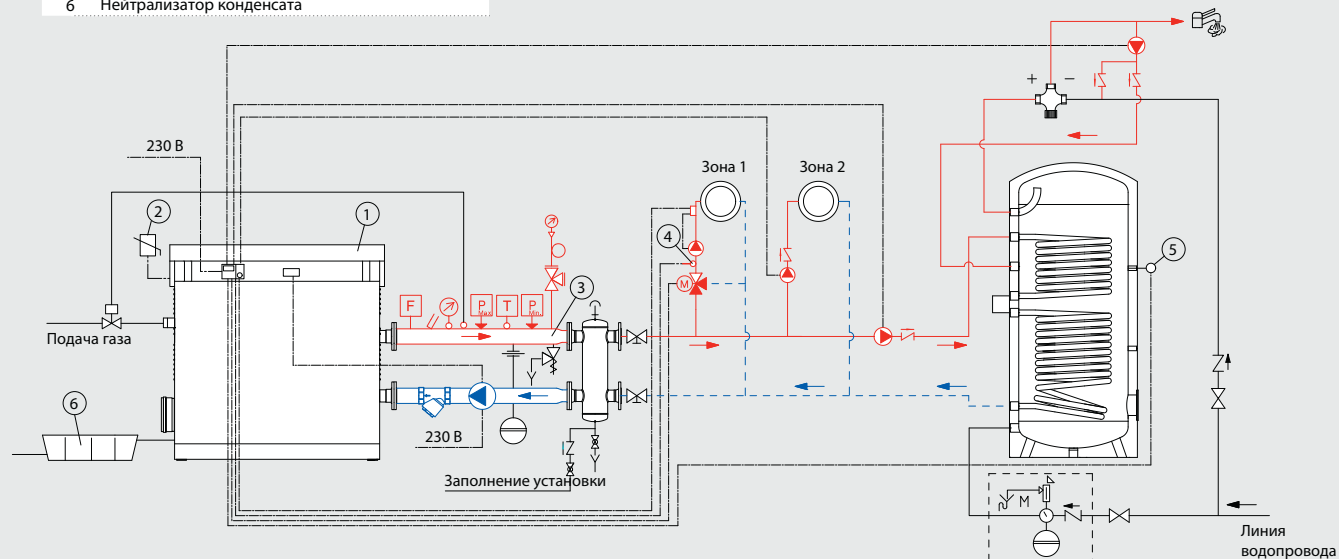 6 Нейтрализатор конденсата
+ −
230 В
Зона 1
Зона 2
1
2
4
5
M
3
F
P
Max.
T
P
Min.
Подача газа
6
230 В
Заполнение установки
M
Линия
водопровода